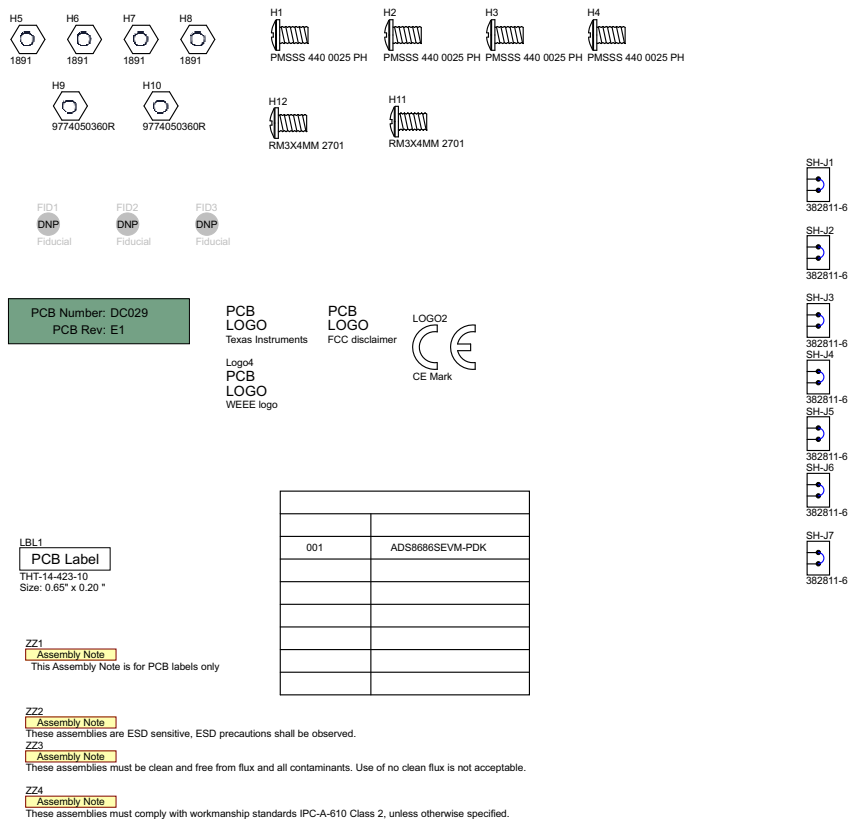 H5
H6
H7
H8
1891
1891
1891
1891
H1
H2
H3
H4
PMSSS 440 0025 PH
PMSSS 440 0025 PH
PMSSS 440 0025 PH
PMSSS 440 0025 PH
H9
H10
9774050360R
9774050360R
H12
H11
RM3X4MM 2701
RM3X4MM 2701
SH-J1
382811-6
SH-J2
382811-6
SH-J3
382811-6
SH-J4
382811-6
SH-J5
382811-6
SH-J6
382811-6
SH-J7
382811-6
FID1
FID2
FID3
DNP
DNP
DNP
Fiducial
Fiducial
Fiducial
PCB Number: DC029
PCB Rev: E1
PCB
LOGO
Texas Instruments
PCB
LOGO
FCC disclaimer
LOGO2
CE
CE Mark
Logo4
PCB
LOGO
WEEE logo
001
ADS8686SEVM-PDK
LBL1
PCB Label
THT-14-423-10
Size: 0.65" x 0.20 "
ZZ1
Assembly Note
This Assembly Note is for PCB labels only
ZZ2
Assembly Note
These assemblies are ESD sensitive, ESD precautions shall be observed.
ZZ3
Assembly Note
These assemblies must be clean and free from flux and all contaminants. Use of no clean flux is not acceptable.
ZZ4
Assembly Note
These assemblies must comply with workmanship standards IPC-A-610 Class 2, unless otherwise specified.